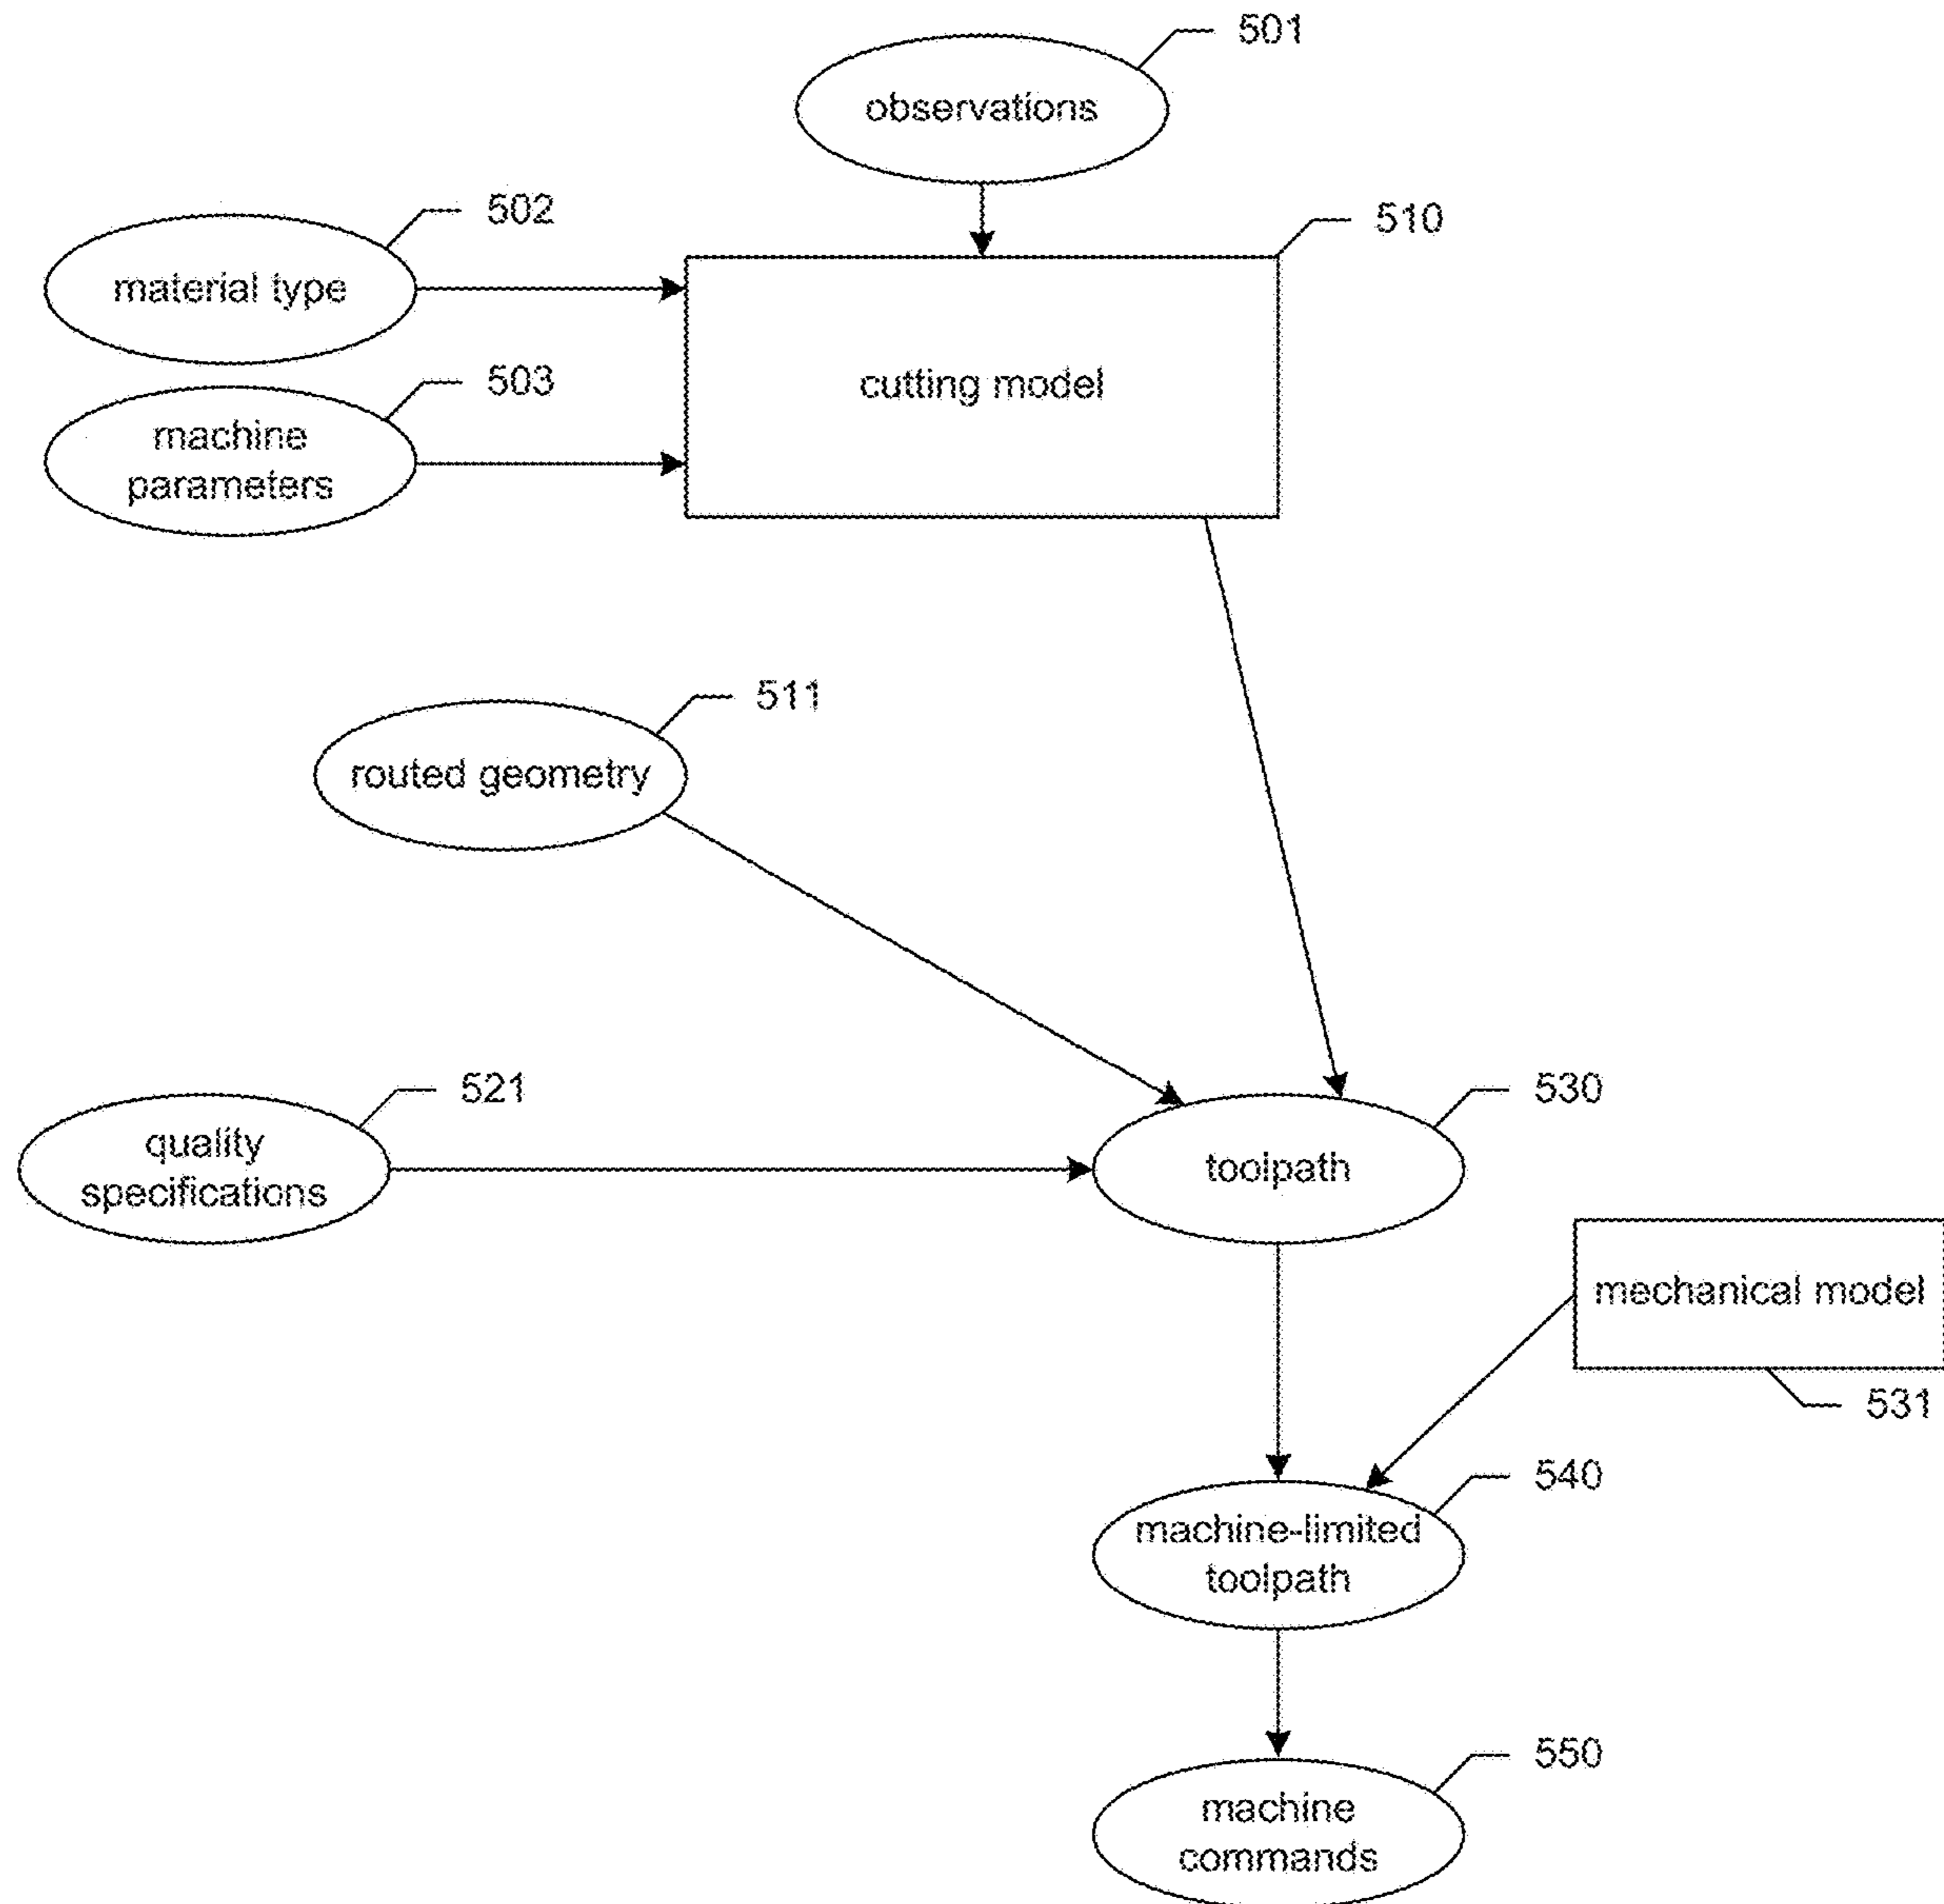 501
observations
502
510
material type
503
cutting model
machine
parameters
511
routed geometry
521
530
quality
specifications
toolpath
mechanical model
531
540
machine-limited
toolpath
550
machine
commands